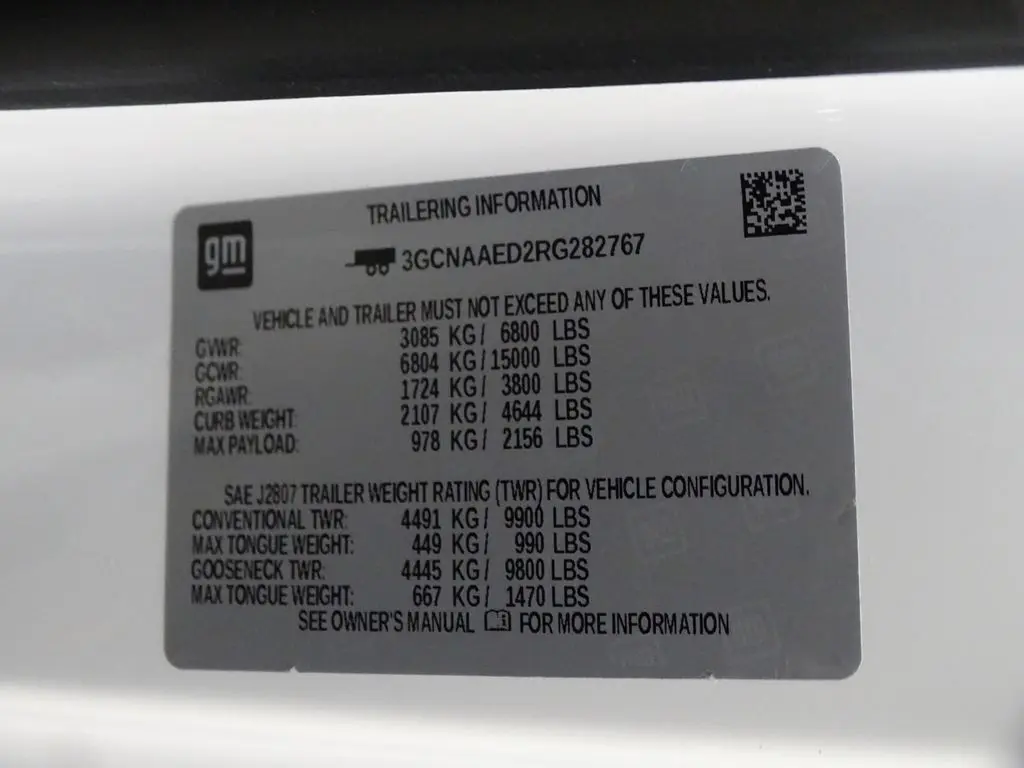 gm
TRAILERING INFORMATION
3GCNAAED2RG282767
VEHICLE AND TRAILER MUST NOT EXCEED ANY OF THESE VALUES.
GVWR: 3085 KG/ 6800 LBS
GCWR: 6804 KG/15000 LBS
RGAWR: 1724 KG/ 3800 LBS
CURB WEIGHT: 2107 KG/ 4644 LBS
MAX PAYLOAD: 978 KG/ 2156 LBS
SAE J2807 TRAILER WEIGHT RATING (TWR) FOR VEHICLE CONFIGURATION.
CONVENTIONAL TWR: 4491 KG/ 9900 LBS
MAX TONGUE WEIGHT: 449 KG/ 990 LBS
GOOSENECK TWR: 4445 KG/ 9800 LBS
MAX TONGUE WEIGHT: 667 KG/ 1470 LBS
SEE OWNER'S MANUAL FOR MORE INFORMATION